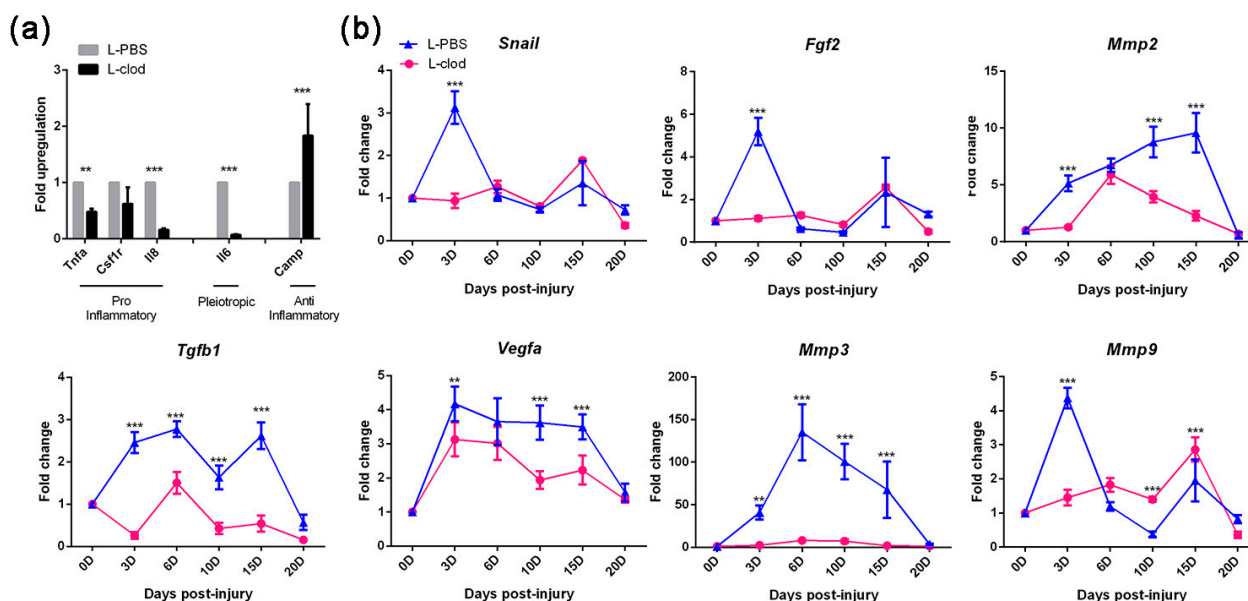 (a)
L-PBS
L-clod
Fold upregulation
3
2
1
0
**
***
***
***
Tnfa
Csf1r
Il8
Il6
Camp
Pro
Inflammatory
Pleiotropic
Anti
Inflammatory
(b)
Snail
L-PBS
L-clod
Fold change
4
3
2
1
0
***
0D
3D
6D
10D
15D
20D
Days post-injury
Fgf2
Fold change
8
6
4
2
0
***
0D
3D
6D
10D
15D
20D
Days post-injury
Mmp2
Fold change
15
10
5
0
***
***
***
0D
3D
6D
10D
15D
20D
Days post-injury
Tgfb1
Fold change
4
3
2
1
0
***
***
***
***
0D
3D
6D
10D
15D
20D
Days post-injury
Vegfa
Fold change
5
4
3
2
1
0
**
***
***
0D
3D
6D
10D
15D
20D
Days post-injury
Mmp3
Fold change
200
150
100
50
0
**
***
***
***
0D
3D
6D
10D
15D
20D
Days post-injury
Mmp9
Fold change
5
4
3
2
1
0
***
***
***
0D
3D
6D
10D
15D
20D
Days post-injury